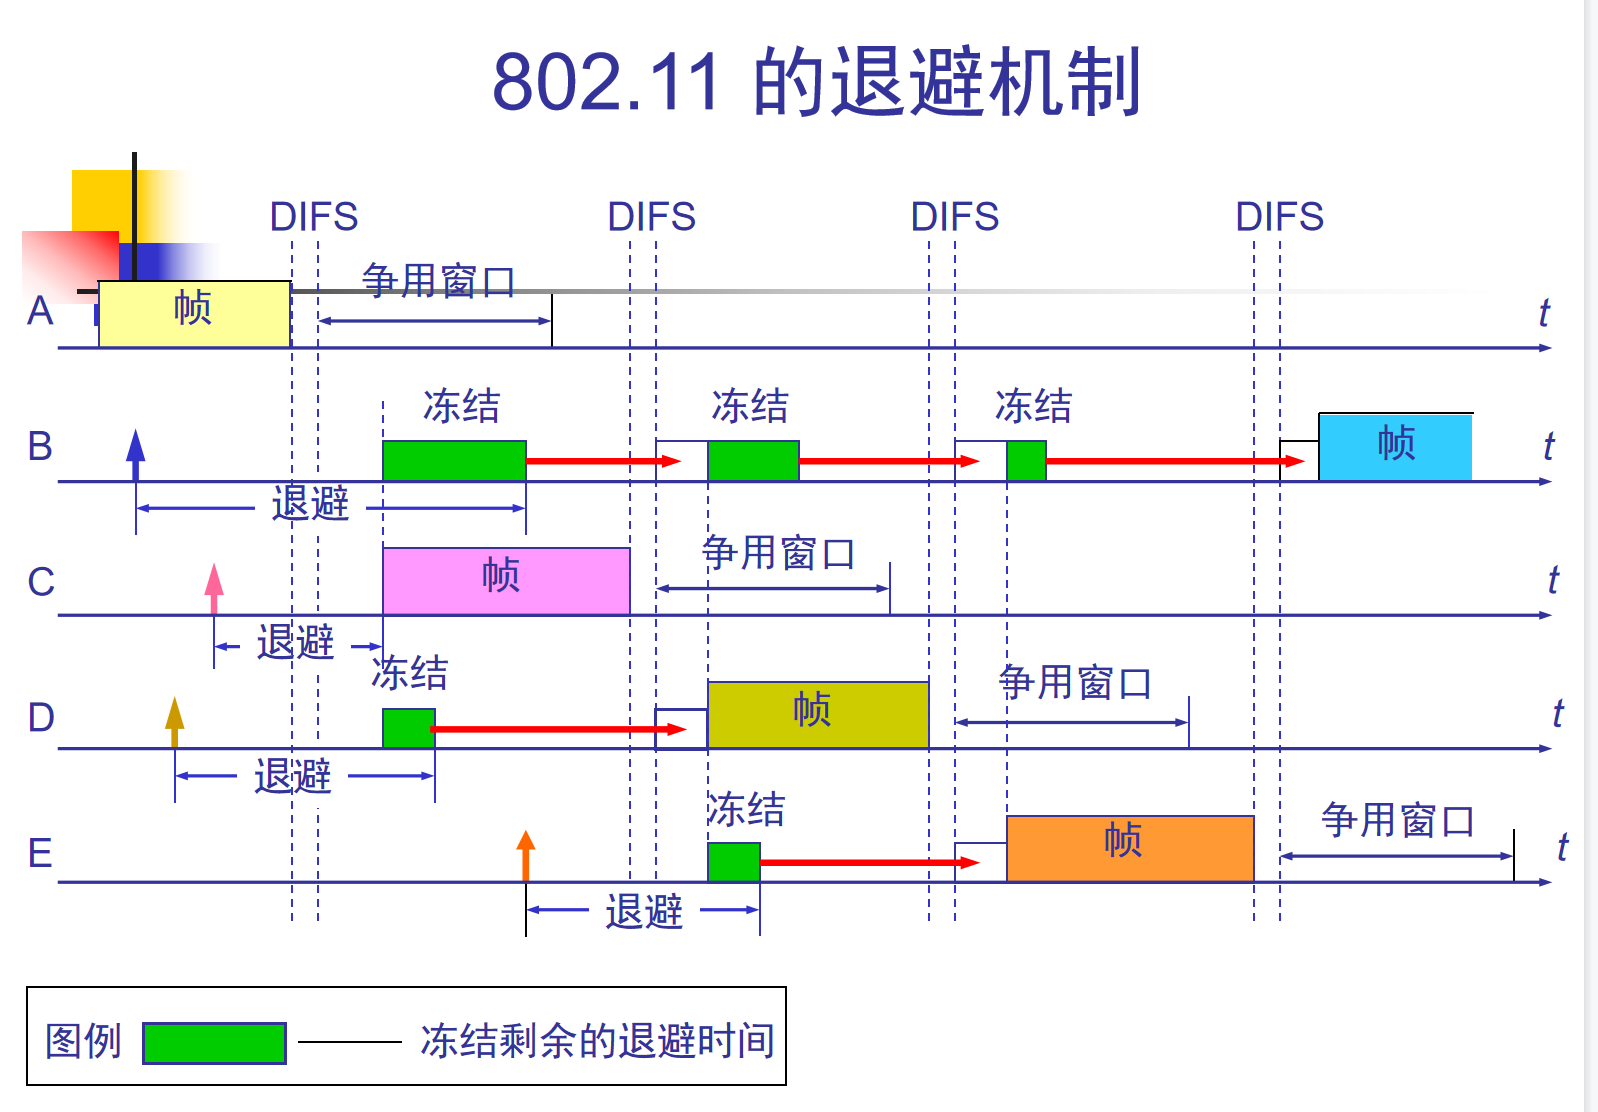 802.11 的退避机制
DIFS DIFS DIFS DIFS
争用窗口
A 帧 t
冻结 冻结 冻结
B 帧 t
退避
争用窗口
C 帧 t
退避
冻结 争用窗口
D 帧 t
退避
冻结 争用窗口
E 帧 t
退避
图例 冻结剩余的退避时间